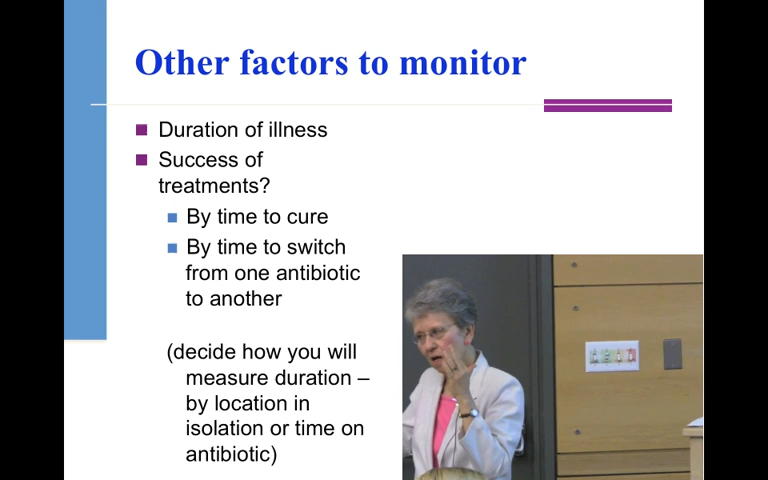 Other factors to monitor
Duration of illness
Success of
treatments?
By time to cure
By time to switch
from one antibiotic
to another
(decide how you will
measure duration –
by location in
isolation or time on
antibiotic)